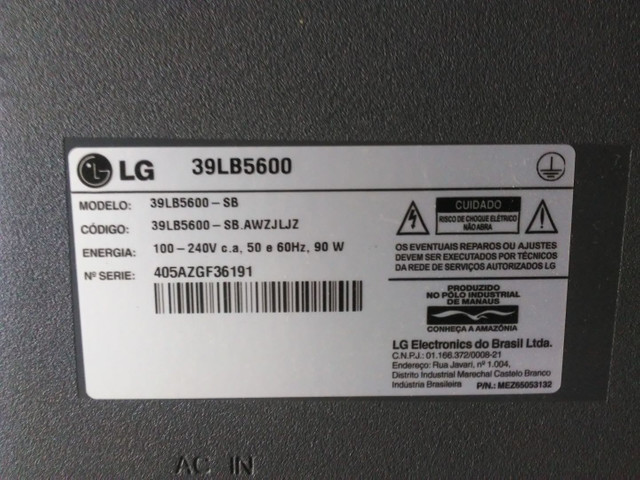 LG 39LB5600
MODELO: 39LB5600-SB
CÓDIGO: 39LB5600-SB.AWZJLJZ
ENERGIA: 100-240V c.a, 50 e 60Hz, 90 W
Nº SERIE: 405AZGF36191
CUIDADO
RISCO DE CHOQUE ELÉTRICO
NÃO ABRA
OS EVENTUAIS REPAROS OU AJUSTES
DEVEM SER EXECUTADOS POR TÉCNICOS
DA REDE DE SERVIÇOS AUTORIZADOS LG
PRODUZIDO
NO PÓLO INDUSTRIAL
DE MANAUS
CONHEÇA A AMAZÔNIA
LG Electronics do Brasil Ltda.
C.N.P.J.: 01.166.372/0008-21
Endereço: Rua Javari, nº 1.004,
Distrito Industrial Marechal Castelo Branco
Indústria Brasileira P/N.: MEZ65053132
AC IN